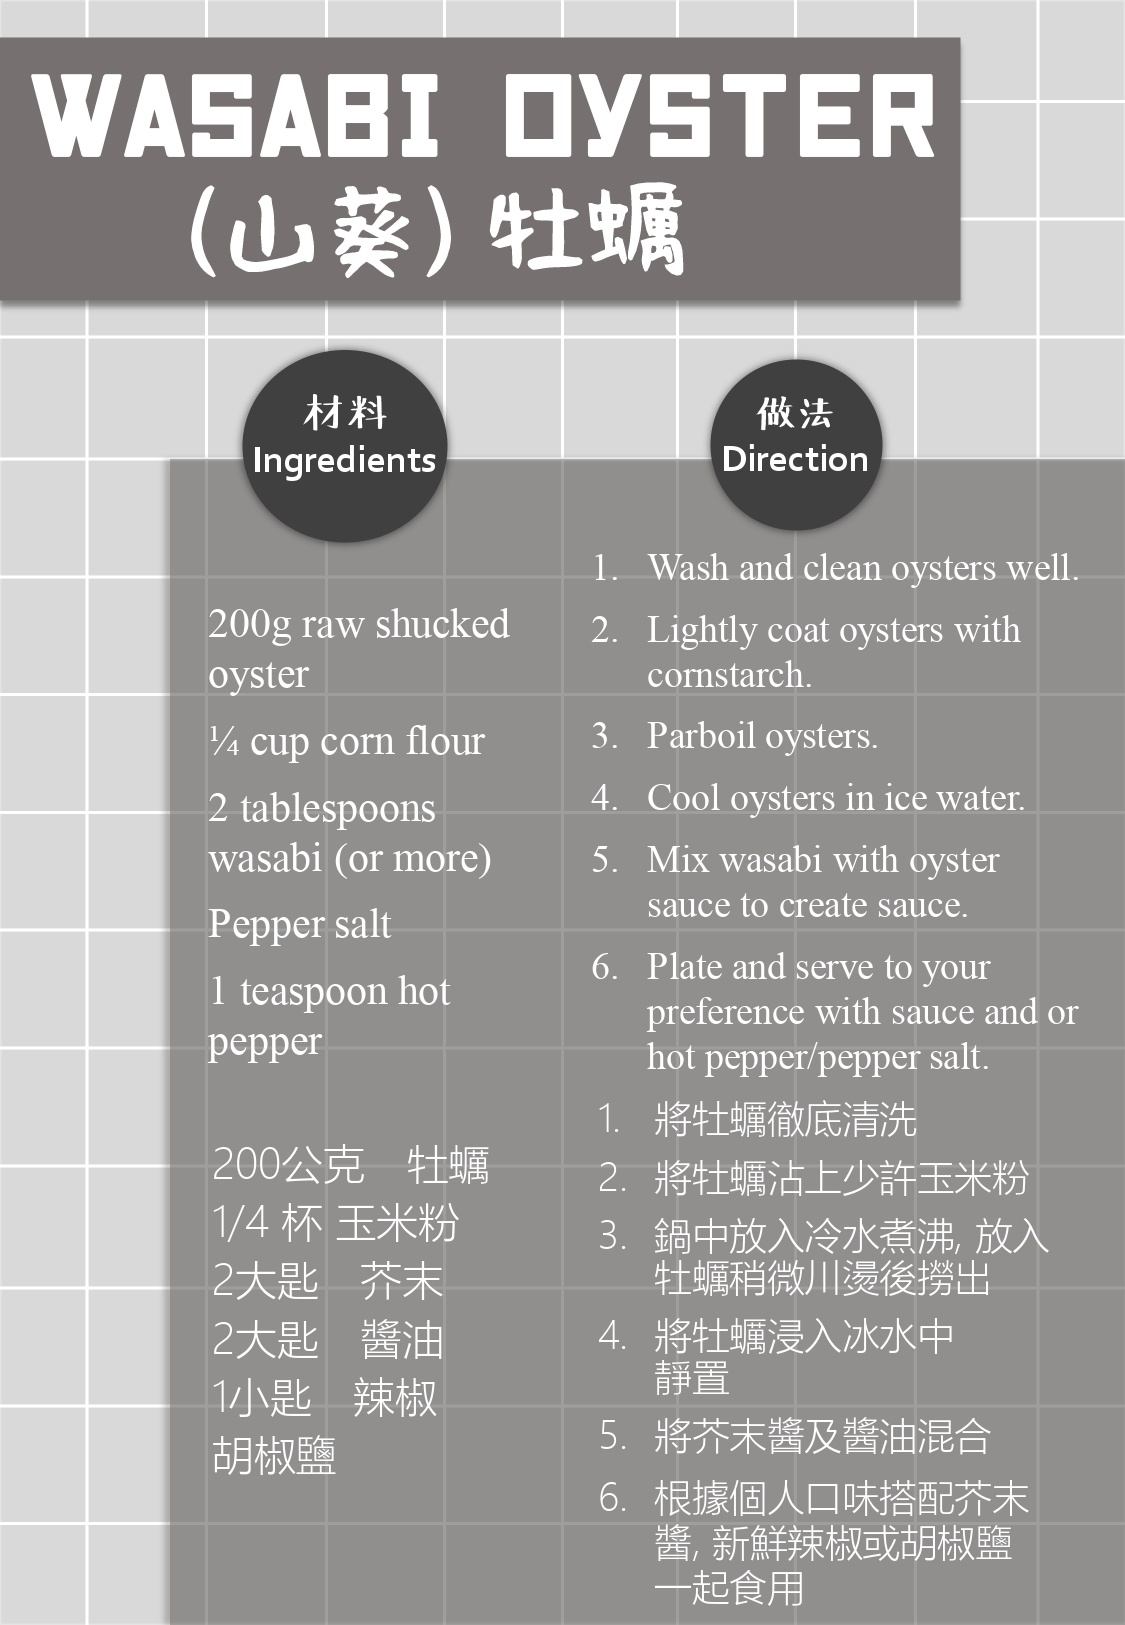 WASABI OYSTER
(山葵)牡蠣
材料
Ingredients
200g raw shucked
oyster
¼ cup corn flour
2 tablespoons
wasabi (or more)
Pepper salt
1 teaspoon hot
pepper
200公克　牡蠣
1/4 杯 玉米粉
2大匙　芥末
2大匙　醬油
1小匙　辣椒
胡椒鹽
做法
Direction
1. Wash and clean oysters well.
2. Lightly coat oysters with
cornstarch.
3. Parboil oysters.
4. Cool oysters in ice water.
5. Mix wasabi with oyster
sauce to create sauce.
6. Plate and serve to your
preference with sauce and or
hot pepper/pepper salt.
1. 將牡蠣徹底清洗
2. 將牡蠣沾上少許玉米粉
3. 鍋中放入冷水煮沸, 放入
牡蠣稍微川燙後撈出
4. 將牡蠣浸入冰水中
靜置
5. 將芥末醬及醬油混合
6. 根據個人口味搭配芥末
醬, 新鮮辣椒或胡椒鹽
一起食用